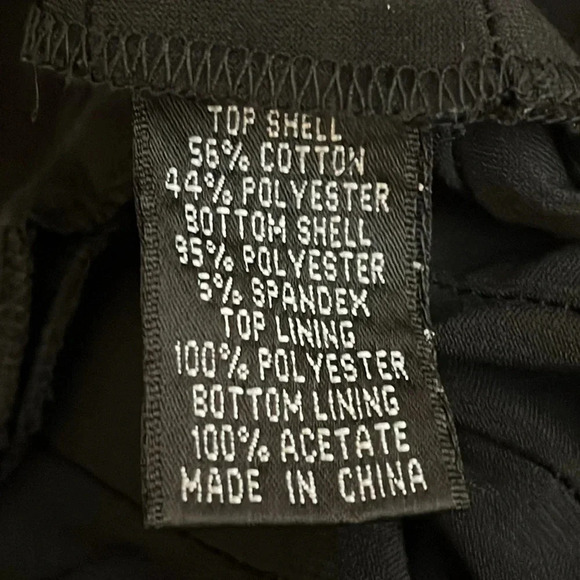 TOP SHELL
56% COTTON
44% POLYESTER
BOTTOM SHELL
95% POLYESTER
5% SPANDEX
TOP LINING
100% POLYESTER
BOTTOM LINING
100% ACETATE
MADE IN CHINA